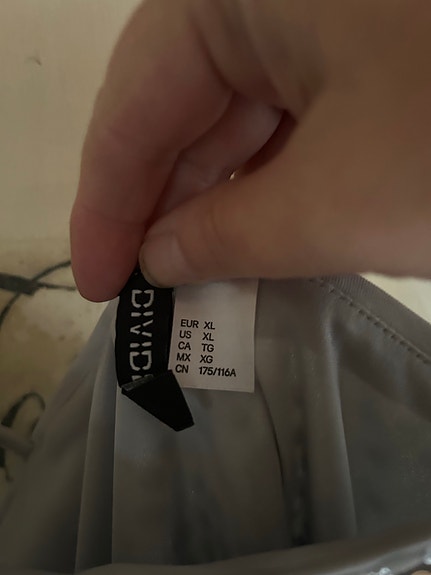 DIVID
EUR XL
US XL
CA TG
MX XG
CN 175/116A